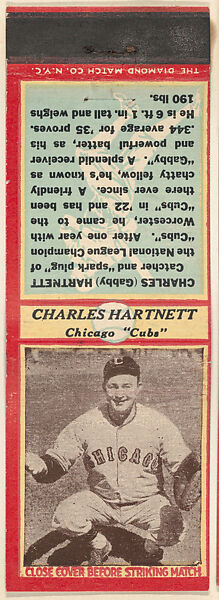 THE DIAMOND MATCH CO. N.Y.C.
CHARLES (Gabby) HARTNETT
Catcher and "spark plug" of
the National League Champion
"Cubs". After one year with
Worcester, he came to the
"Cubs" in '22 and has been
there ever since. A friendly
chatty fellow, he's known as
"Gabby". A splendid receiver
and powerful batter, as his
.344 average for '35 proves.
He is 6 ft. 1 in. tall and weighs
190 lbs.
CHARLES HARTNETT
Chicago "Cubs"
C
CHICAGO
CLOSE COVER BEFORE STRIKING MATCH